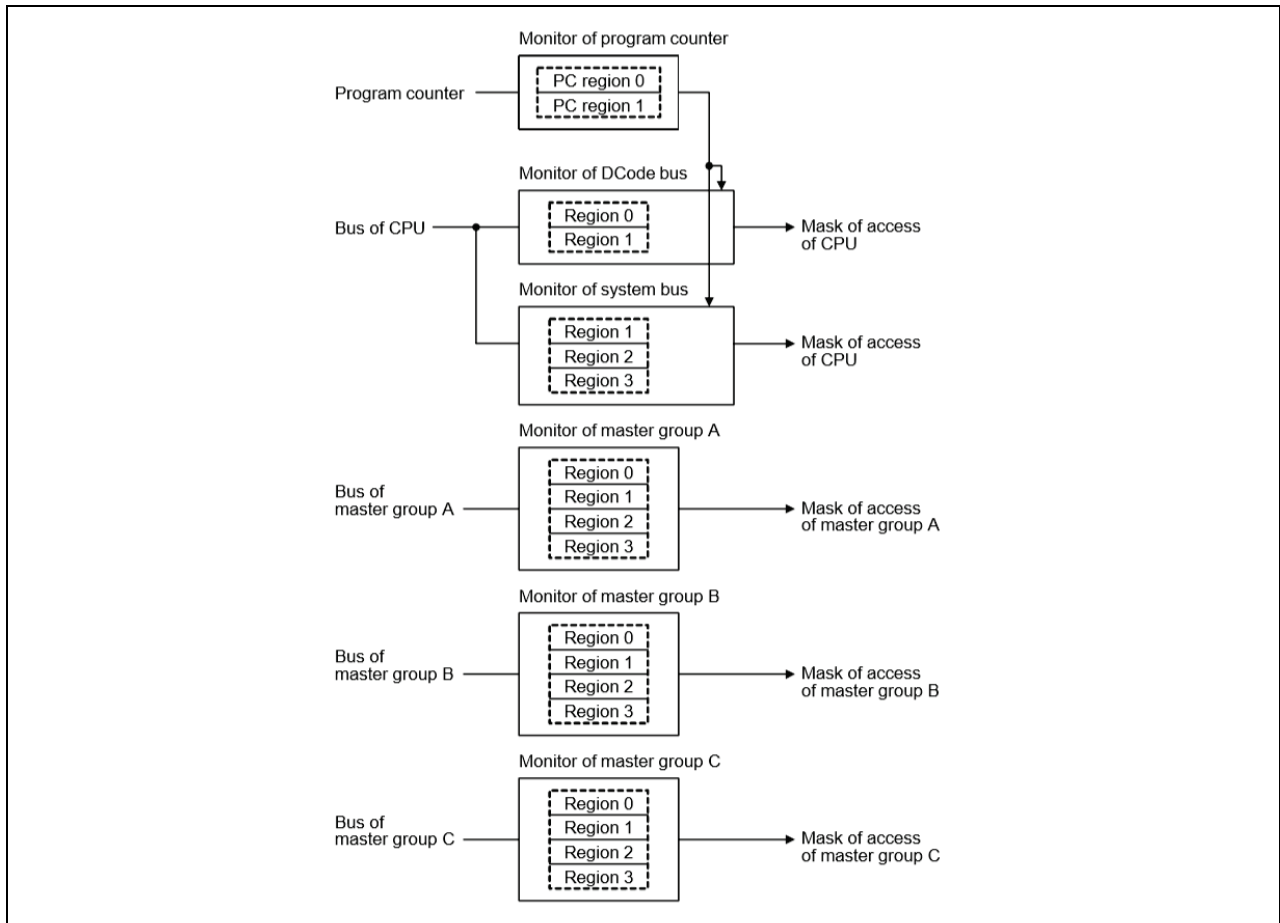 Monitor of program counter
Program counter
PC region 0
PC region 1
Monitor of DCode bus
Bus of CPU
Region 0
Region 1
Mask of access
of CPU
Monitor of system bus
Region 1
Region 2
Region 3
Mask of access
of CPU
Monitor of master group A
Bus of
master group A
Region 0
Region 1
Region 2
Region 3
Mask of access
of master group A
Monitor of master group B
Bus of
master group B
Region 0
Region 1
Region 2
Region 3
Mask of access
of master group B
Monitor of master group C
Bus of
master group C
Region 0
Region 1
Region 2
Region 3
Mask of access
of master group C